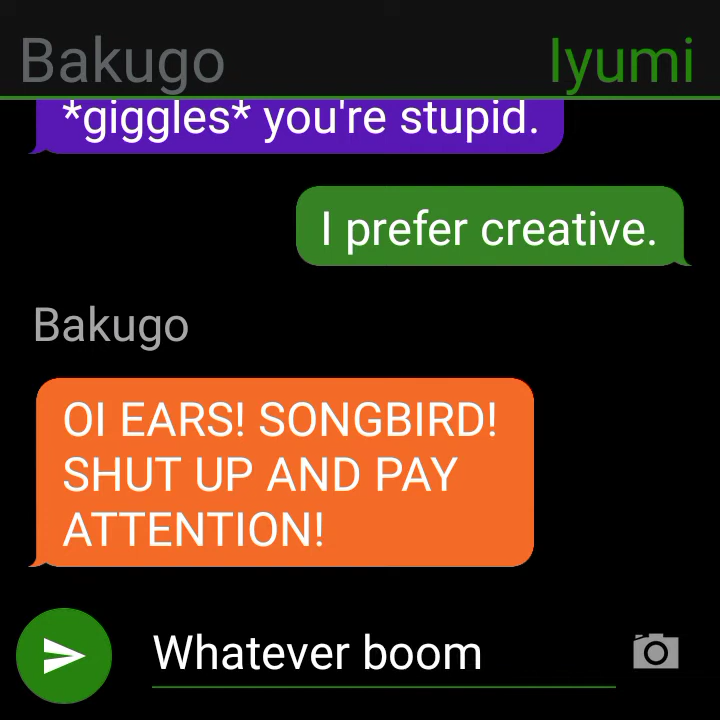 Bakugo
Iyumi
*giggles* you're stupid.
I prefer creative.
Bakugo
OI EARS! SONGBIRD!
SHUT UP AND PAY
ATTENTION!
Whatever boom